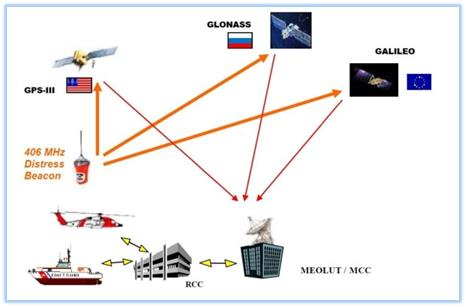 GLONASS
GALILEO
GPS-III
406 MHz
Distress
Beacon
RCC
MEOLUT / MCC